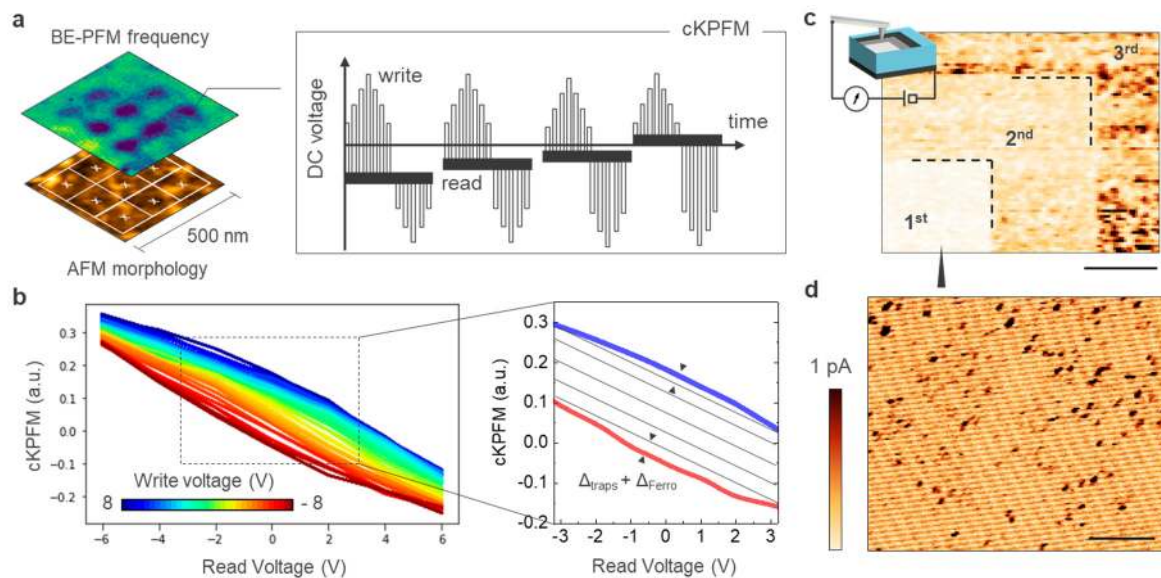 a
BE-PFM frequency
500 nm
AFM morphology
cKPFM
DC voltage
write
time
read
c
3rd
2nd
1st
b
cKPFM (a.u.)
0.3
0.2
0.1
0.0
−0.1
−0.2
Write voltage (V)
8
- 8
−6
−4
−2
0
2
4
6
Read Voltage (V)
cKPFM (a.u.)
0.3
0.2
0.1
0.0
-0.1
-0.2
Δtraps + ΔFerro
-3
-2
-1
0
1
2
3
Read Voltage (V)
d
1 pA